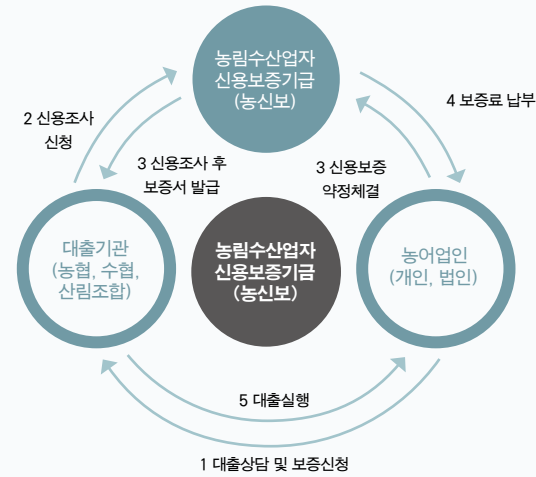 농림수산업자
신용보증기급
(농신보)
2 신용조사
신청
4 보증료 납부
3 신용조사 후
보증서 발급
3 신용보증
약정체결
대출기관
(농협, 수협,
산림조합)
농림수산업자
신용보증기금
(농신보)
농어업인
(개인, 법인)
5 대출실행
1 대출상담 및 보증신청